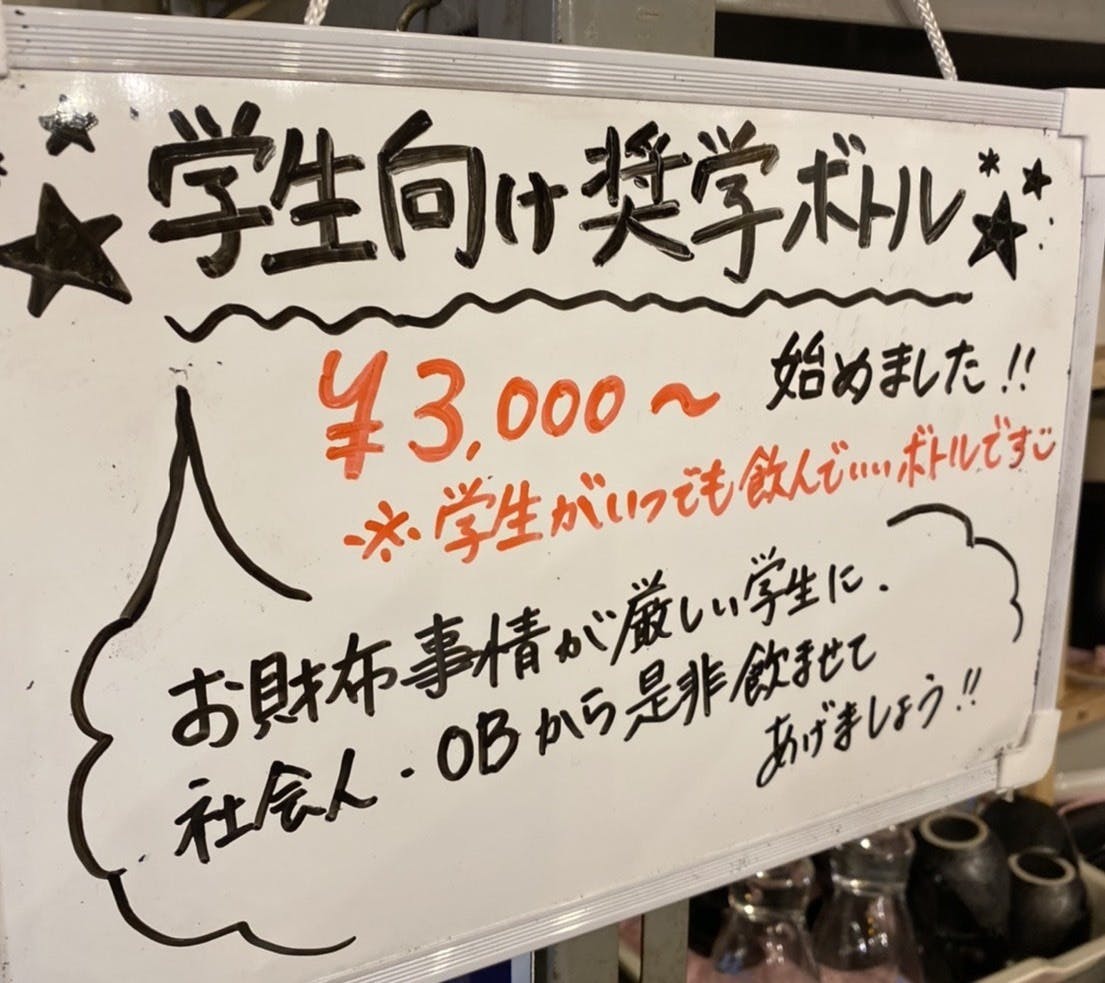 学生向け奨学ボトル
¥3,000～ 始めました!!
※学生がいつでも飲んでいいボトルです。
お財布事情が厳しい学生に、
社会人・OBから是非飲ませて
あげましょう!!